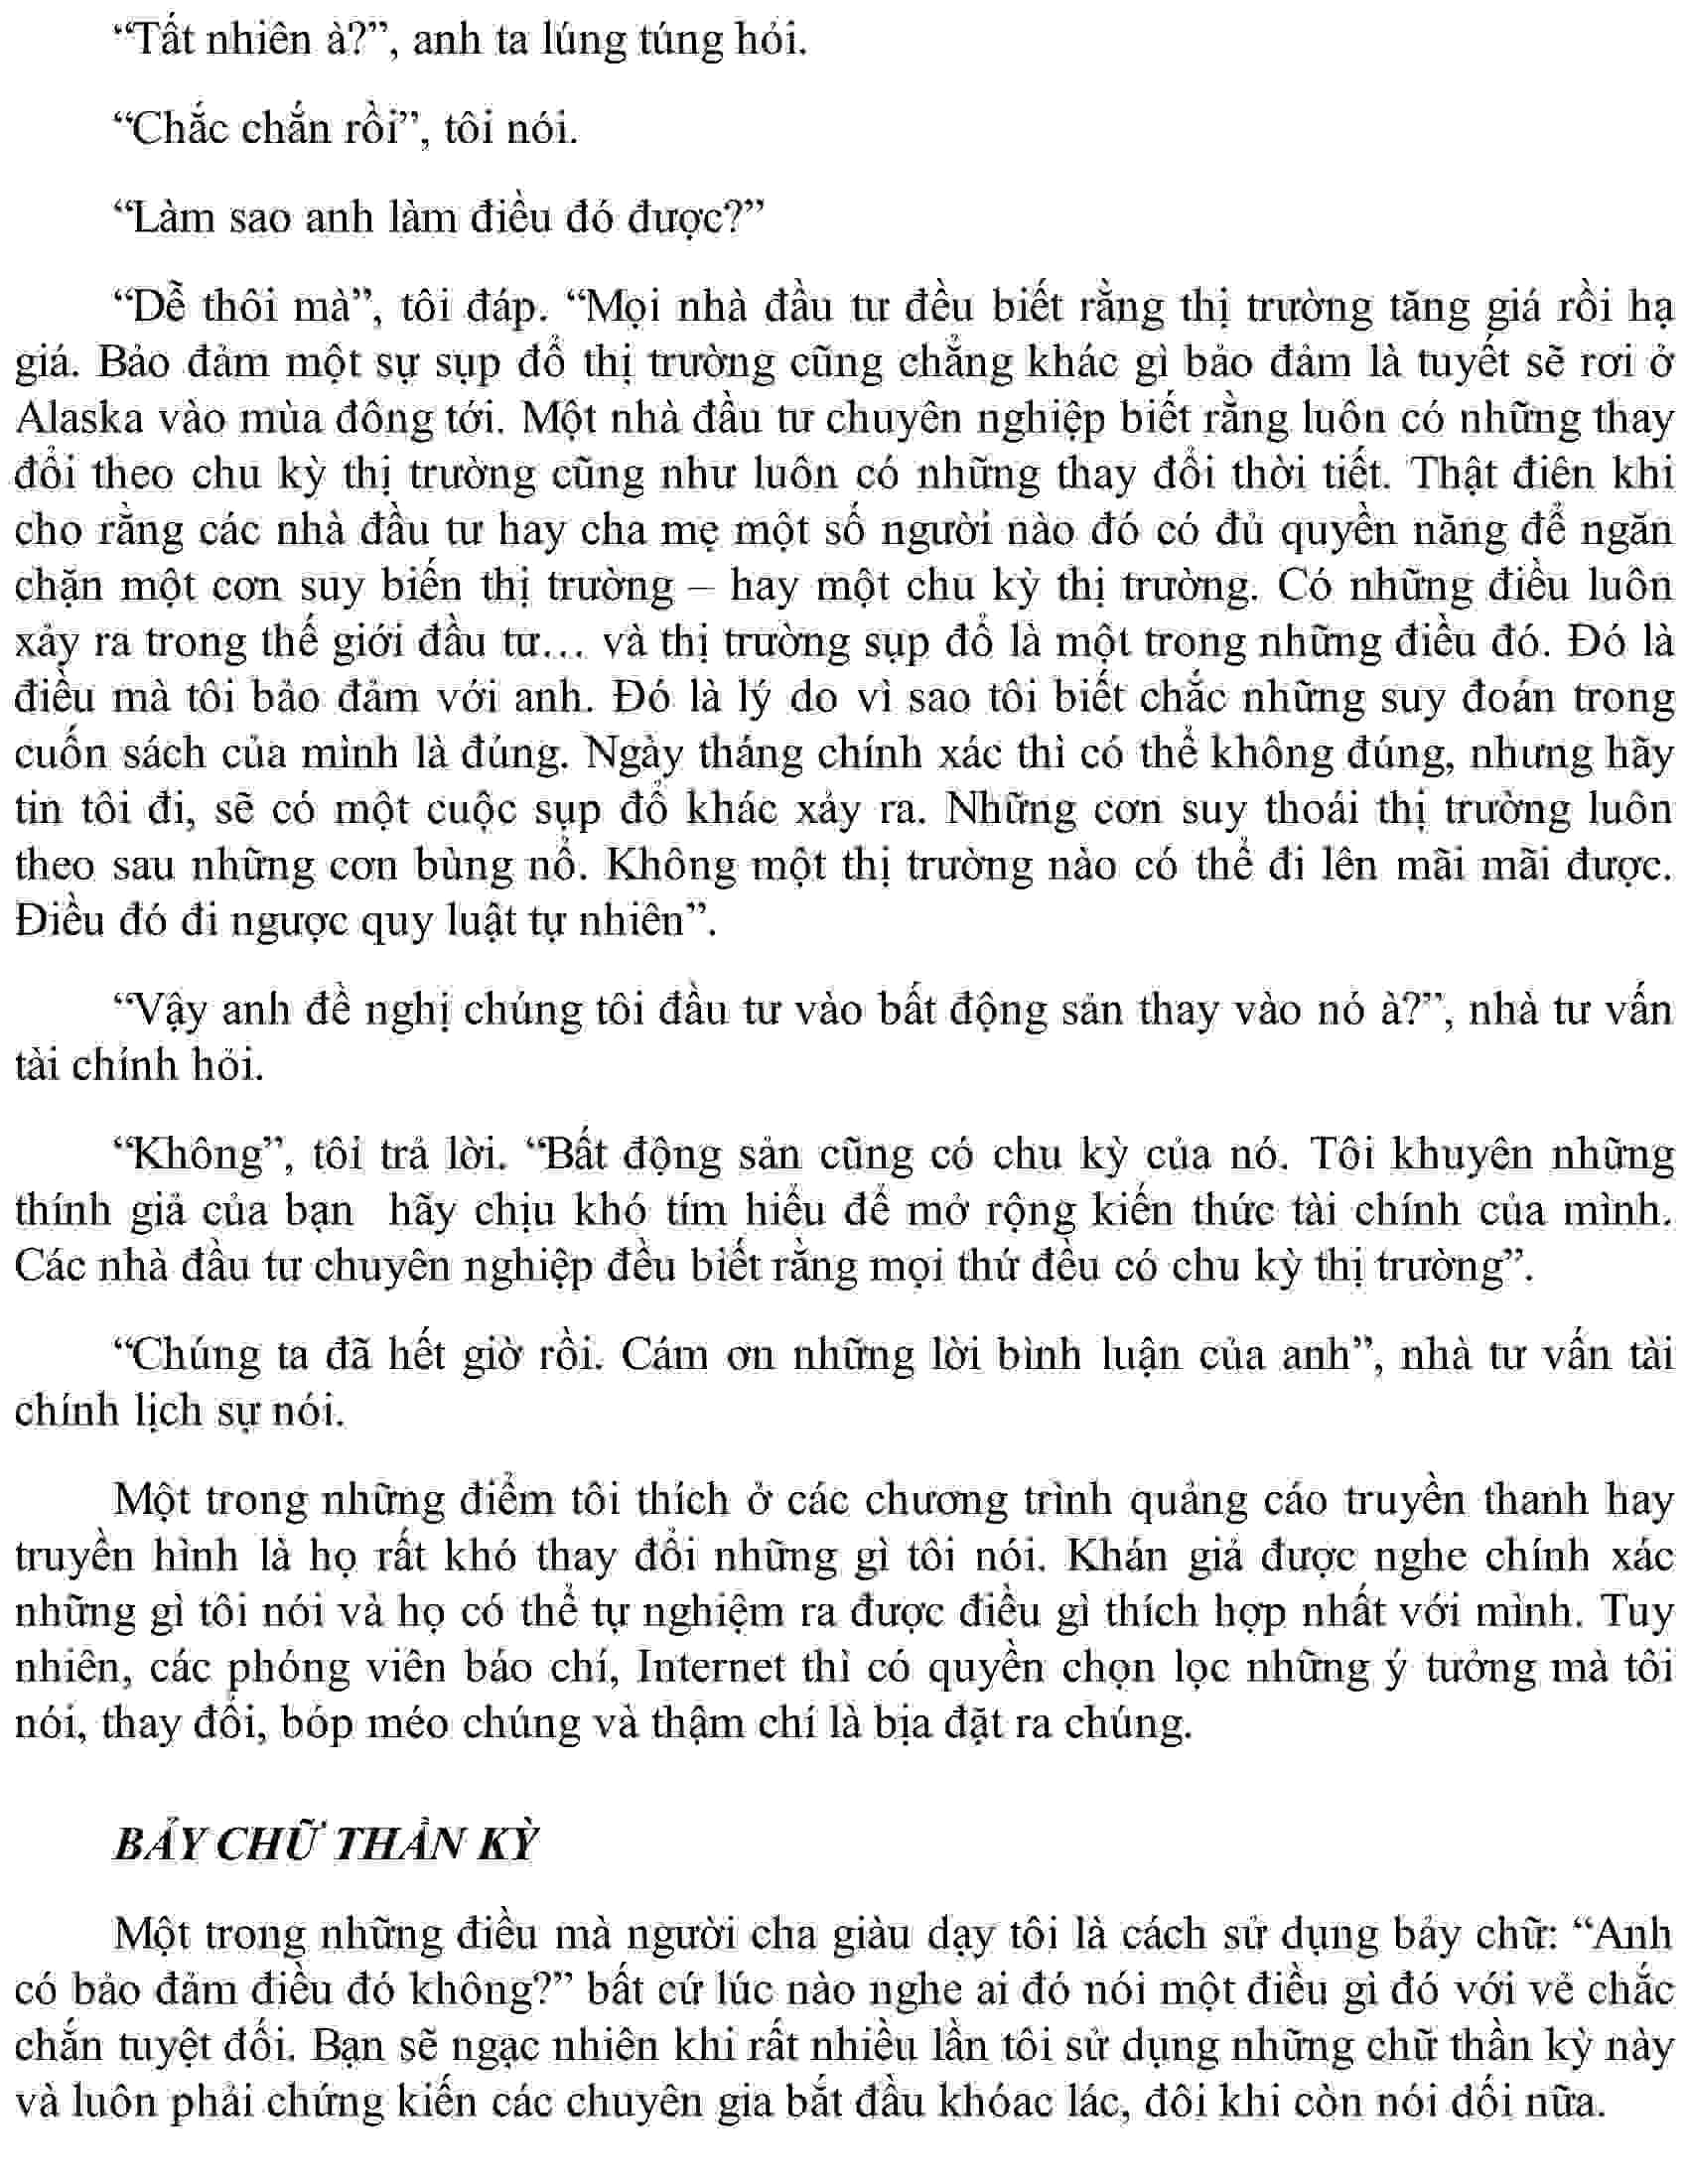 “Tất nhiên à?”, anh ta lúng túng hỏi.
“Chắc chắn rồi”, tôi nói.
“Làm sao anh làm điều đó được?”
“Dễ thôi mà”, tôi đáp. “Mọi nhà đầu tư đều biết rằng thị trường tăng giá rồi hạ
giá. Bảo đảm một sự sụp đổ thị trường cũng chẳng khác gì bảo đảm là tuyết sẽ rơi ở
Alaska vào mùa đông tới. Một nhà đầu tư chuyên nghiệp biết rằng luôn có những thay
đổi theo chu kỳ thị trường cũng như luôn có những thay đổi thời tiết. Thật điên khi
cho rằng các nhà đầu tư hay cha mẹ một số người nào đó có đủ quyền năng để ngăn
chặn một cơn suy biến thị trường – hay một chu kỳ thị trường. Có những điều luôn
xảy ra trong thế giới đầu tư... và thị trường sụp đổ là một trong những điều đó. Đó là
điều mà tôi bảo đảm với anh. Đó là lý do vì sao tôi biết chắc những suy đoán trong
cuốn sách của mình là đúng. Ngày tháng chính xác thì có thể không đúng, nhưng hãy
tin tôi đi, sẽ có một cuộc sụp đổ khác xảy ra. Những cơn suy thoái thị trường luôn
theo sau những cơn bùng nổ. Không một thị trường nào có thể đi lên mãi mãi được.
Điều đó đi ngược quy luật tự nhiên”.
“Vậy anh đề nghị chúng tôi đầu tư vào bất động sản thay vào nó à?”, nhà tư vấn
tài chính hỏi.
“Không”, tôi trả lời. “Bất động sản cũng có chu kỳ của nó. Tôi khuyên những
thính giả của bạn  hãy chịu khó tím hiểu để mở rộng kiến thức tài chính của mình.
Các nhà đầu tư chuyên nghiệp đều biết rằng mọi thứ đều có chu kỳ thị trường”.
“Chúng ta đã hết giờ rồi. Cám ơn những lời bình luận của anh”, nhà tư vấn tài
chính lịch sự nói.
Một trong những điểm tôi thích ở các chương trình quảng cáo truyền thanh hay
truyền hình là họ rất khó thay đổi những gì tôi nói. Khán giả được nghe chính xác
những gì tôi nói và họ có thể tự nghiệm ra được điều gì thích hợp nhất với mình. Tuy
nhiên, các phóng viên báo chí, Internet thì có quyền chọn lọc những ý tưởng mà tôi
nói, thay đổi, bóp méo chúng và thậm chí là bịa đặt ra chúng.
BẢY CHỮ THẦN KỲ
Một trong những điều mà người cha giàu dạy tôi là cách sử dụng bảy chữ: “Anh
có bảo đảm điều đó không?” bất cứ lúc nào nghe ai đó nói một điều gì đó với vẻ chắc
chắn tuyệt đối. Bạn sẽ ngạc nhiên khi rất nhiều lần tôi sử dụng những chữ thần kỳ này
và luôn phải chứng kiến các chuyên gia bắt đầu khóac lác, đôi khi còn nói dối nữa.